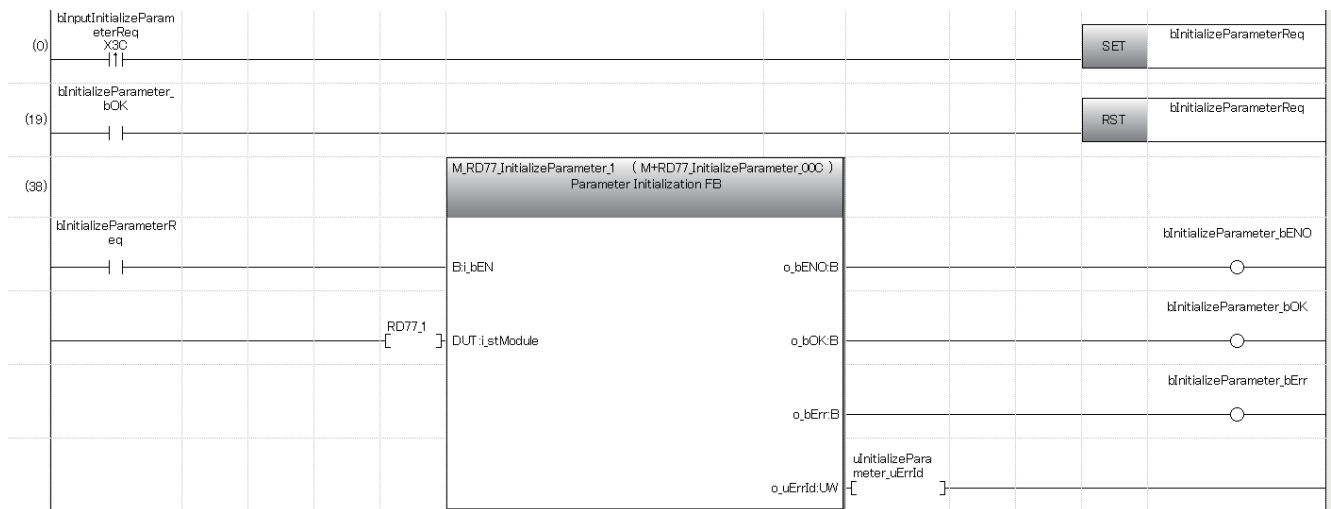 bInputInitializeParam
eterReq
X3C
(0)
SET
bInitializeParameterReq
bInitializeParameter_
bOK
(19)
RST
bInitializeParameterReq
(38)
M_RD77_InitializeParameter_1 ( M+RD77_InitializeParameter_00C )
Parameter Initialization FB
bInitializeParameterR
eq
B:i_bEN
o_bENO:B
bInitializeParameter_bENO
RD77_1
DUT:i_stModule
o_bOK:B
bInitializeParameter_bOK
o_bErr:B
bInitializeParameter_bErr
uInitializePara
meter_uErrId
o_uErrId:UW